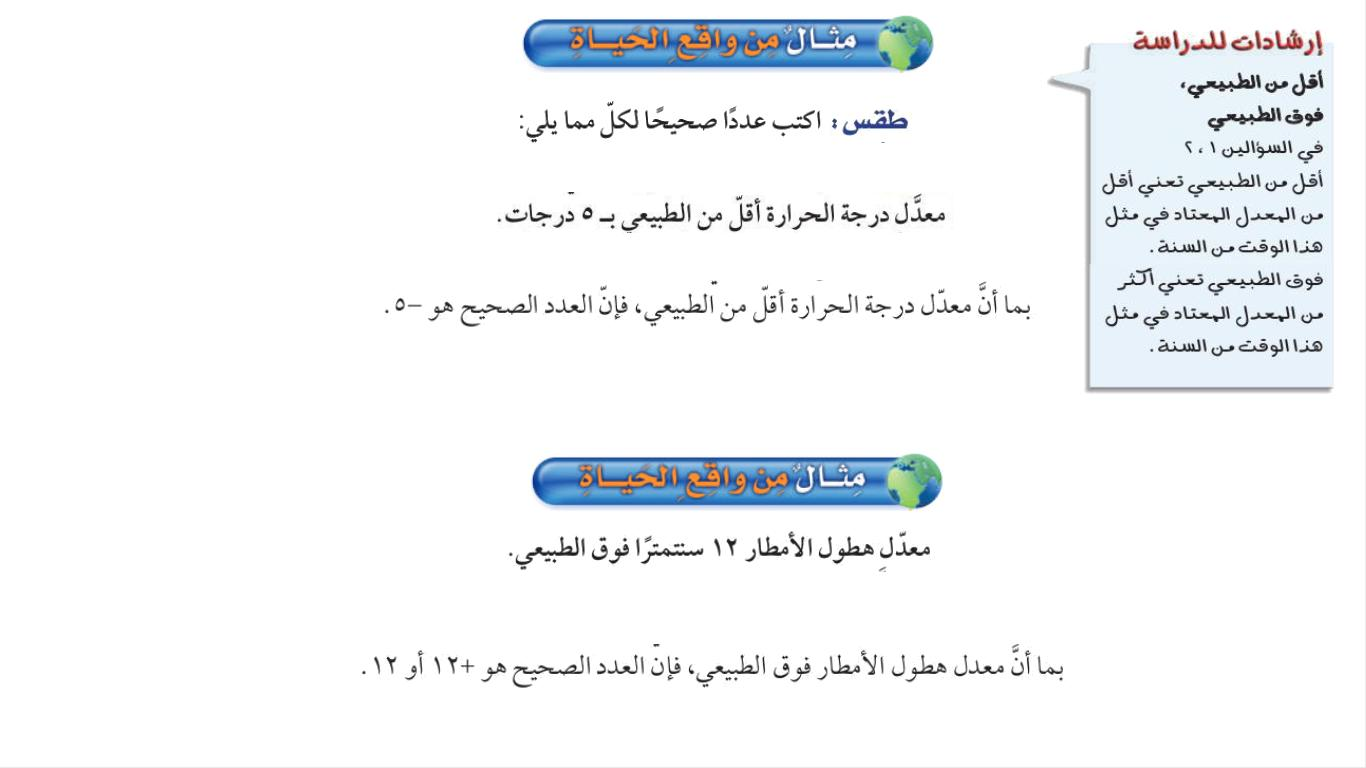 مِثَـالٌ مِن واقِعِ الحَيَـاةِ
طقس: اكتب عددًا صحيحًا لكلّ مما يلي:
معدَّل درجة الحرارة أقلّ من الطبيعي بـ ٥ درجات.
بما أنَّ معدّل درجة الحرارة أقلّ من الطبيعي، فإنّ العدد الصحيح هو -٥.
إرشادات للدراسة
أقل من الطبيعي،
فوق الطبيعي
في السؤالين ١ ، ٢
أقل من الطبيعي تعني أقل
من المعدل المعتاد في مثل
هذا الوقت من السنة.
فوق الطبيعي تعني أكثر
من المعدل المعتاد في مثل
هذا الوقت من السنة.
مِثَـالٌ مِن واقِعِ الحَيَـاةِ
معدّل هطول الأمطار ١٢ سنتمترًا فوق الطبيعي.
بما أنَّ معدل هطول الأمطار فوق الطبيعي، فإنّ العدد الصحيح هو +١٢ أو ١٢.